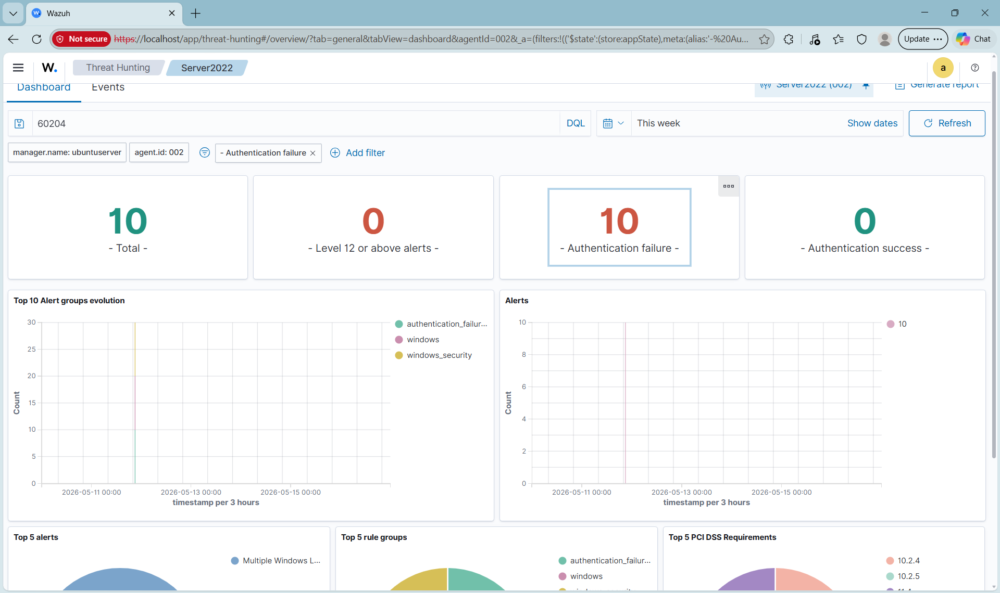 Wazuh
Not secure https://localhost/app/threat-hunting#/overview/?tab=general&tabView=dashboard&agentId=002&_a=(filters:!(('$state':(store:appState),meta:(alias:'-%20Au... Update Chat
W. Threat Hunting Server2022 a
Dashboard Events Server2022 (002) Generate report
60204 DQL This week Show dates Refresh
manager.name: ubuntuserver agent.id: 002 - Authentication failure Add filter
10 0 10 0
- Total - - Level 12 or above alerts - - Authentication failure - - Authentication success -
Top 10 Alert groups evolution
30
25
20
15
10
5
0
Count
2026-05-11 00:00 2026-05-13 00:00 2026-05-15 00:00
timestamp per 3 hours
authentication_failur...
windows
windows_security
Alerts
10
8
6
4
2
0
Count
2026-05-11 00:00 2026-05-13 00:00 2026-05-15 00:00
timestamp per 3 hours
10
Top 5 alerts
Multiple Windows L...
Top 5 rule groups
authentication_failur...
windows
Top 5 PCI DSS Requirements
10.2.4
10.2.5